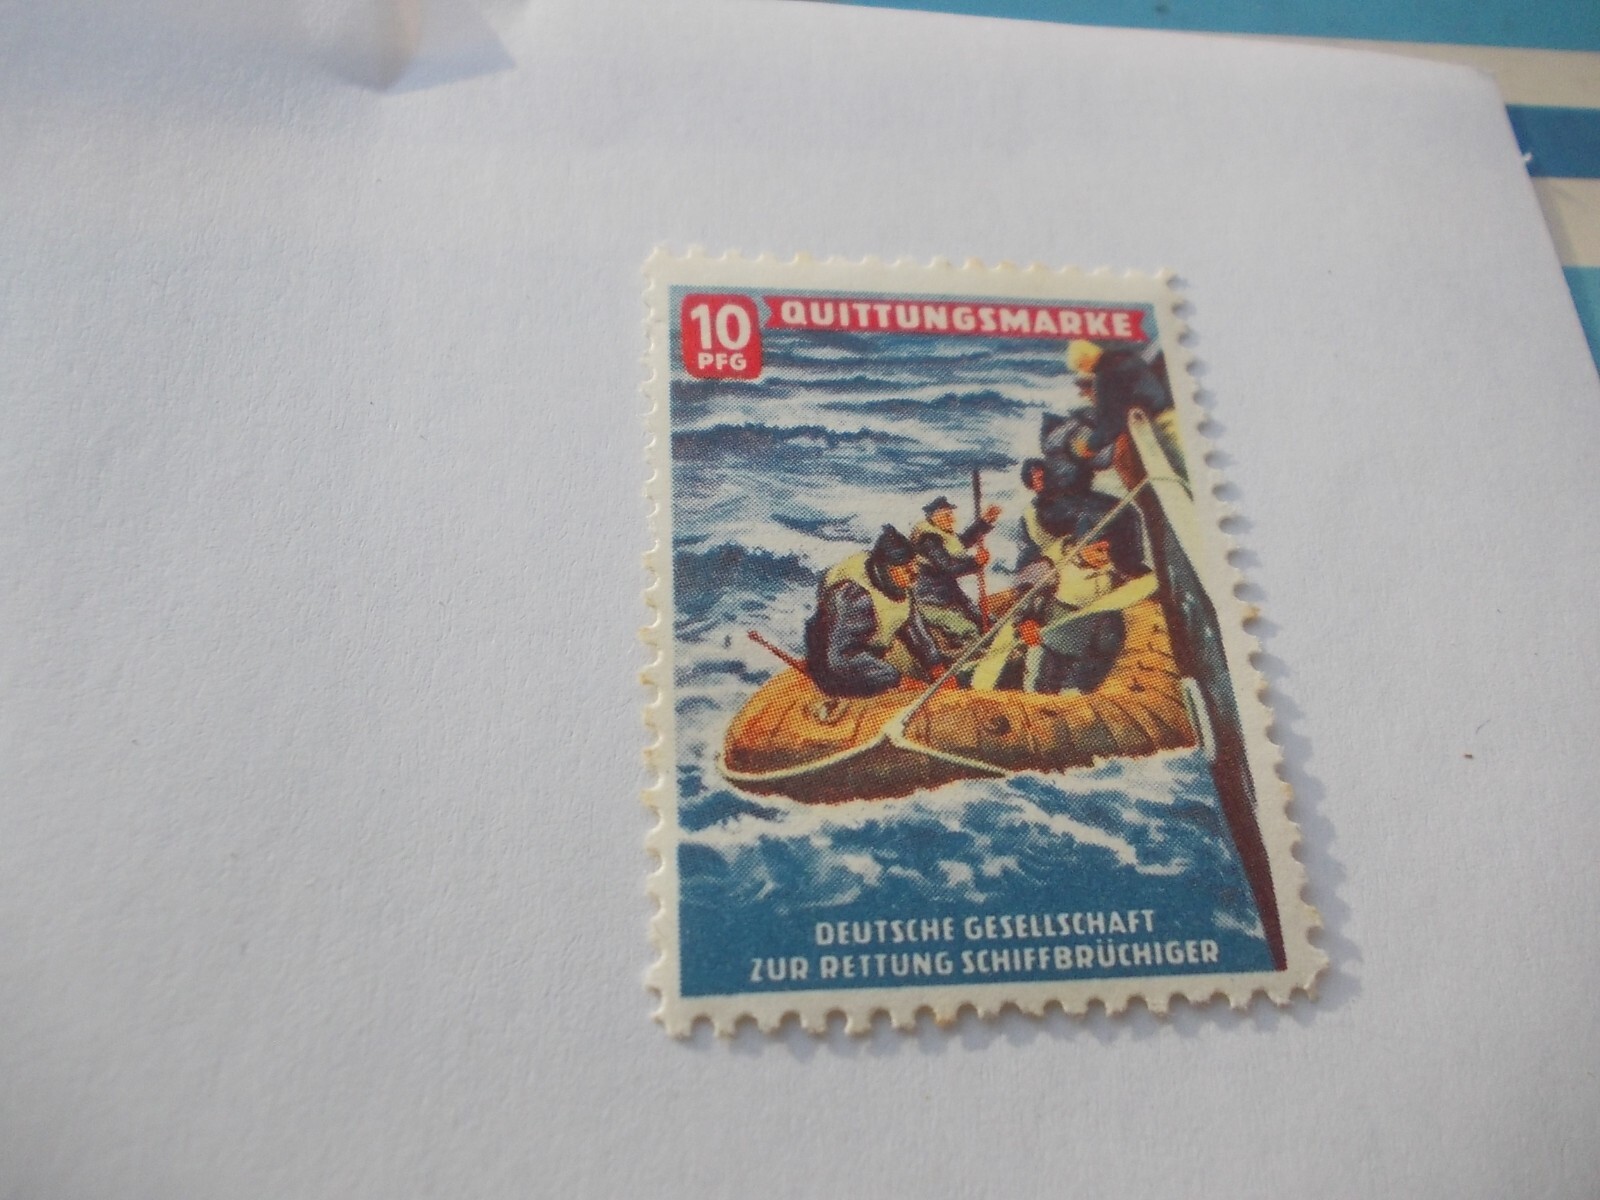 10 QUITTUNGSMARKE
PFG
DEUTSCHE GESELLSCHAFT
ZUR RETTUNG SCHIFFBRÜCHIGER